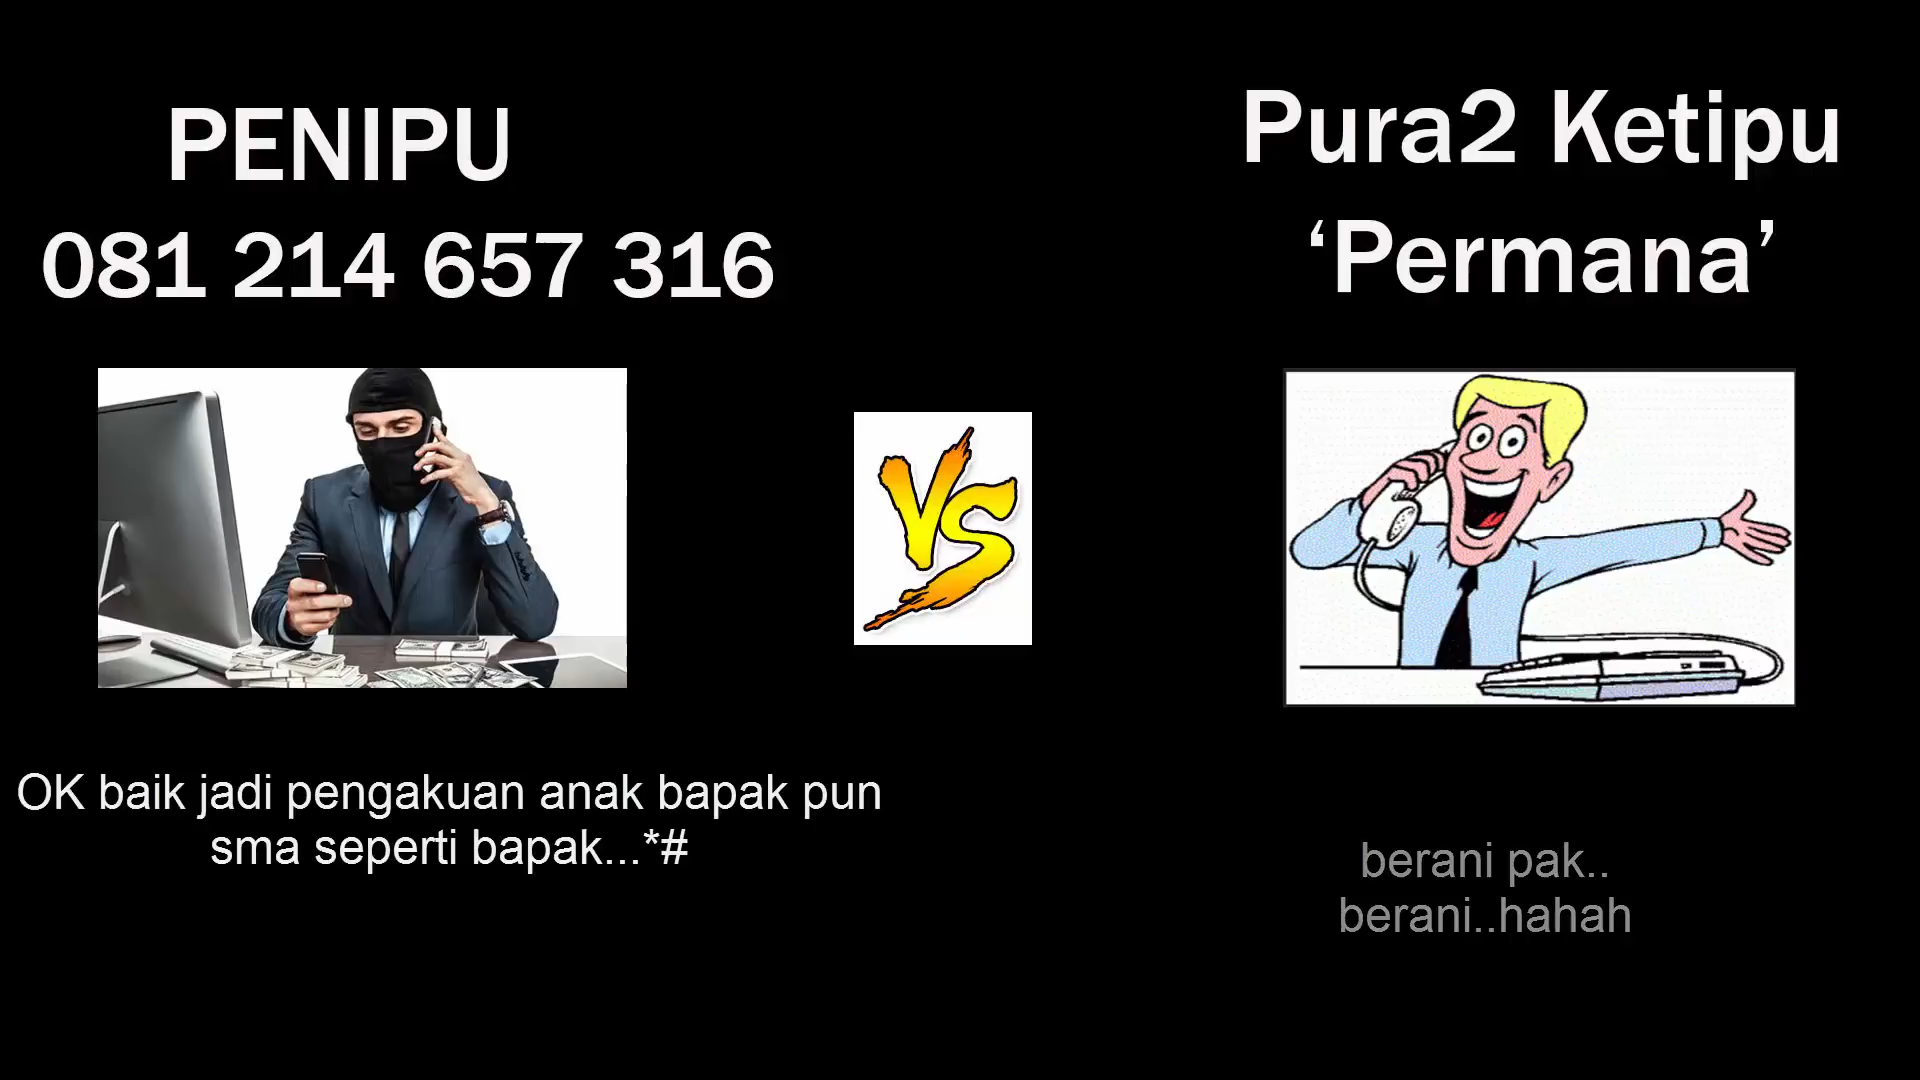 PENIPU
081 214 657 316
Pura2 Ketipu
‘Permana’
VS
OK baik jadi pengakuan anak bapak pun
sma seperti bapak...*#
berani pak..
berani..hahah